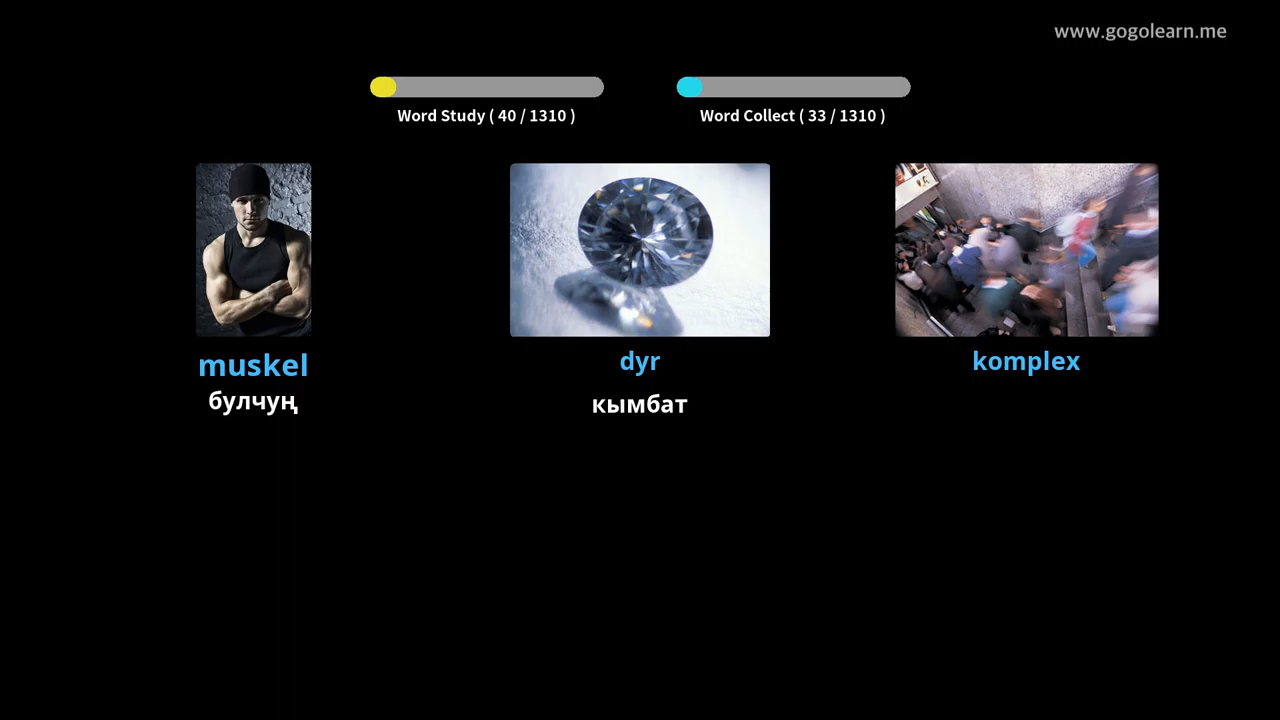 www.gogolearn.me
Word Study ( 40 / 1310 )
Word Collect ( 33 / 1310 )
muskel
булчуң
dyr
кымбат
komplex